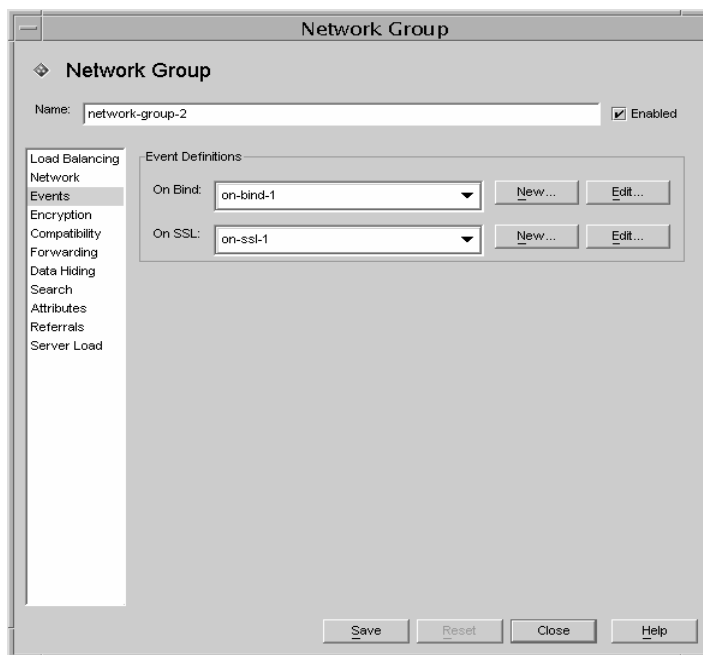 Network Group
Network Group
Name: network-group-2 Enabled
Load Balancing
Network
Events
Encryption
Compatibility
Forwarding
Data Hiding
Search
Attributes
Referrals
Server Load
Event Definitions
On Bind: on-bind-1 New... Edit...
On SSL: on-ssl-1 New... Edit...
Save Reset Close Help